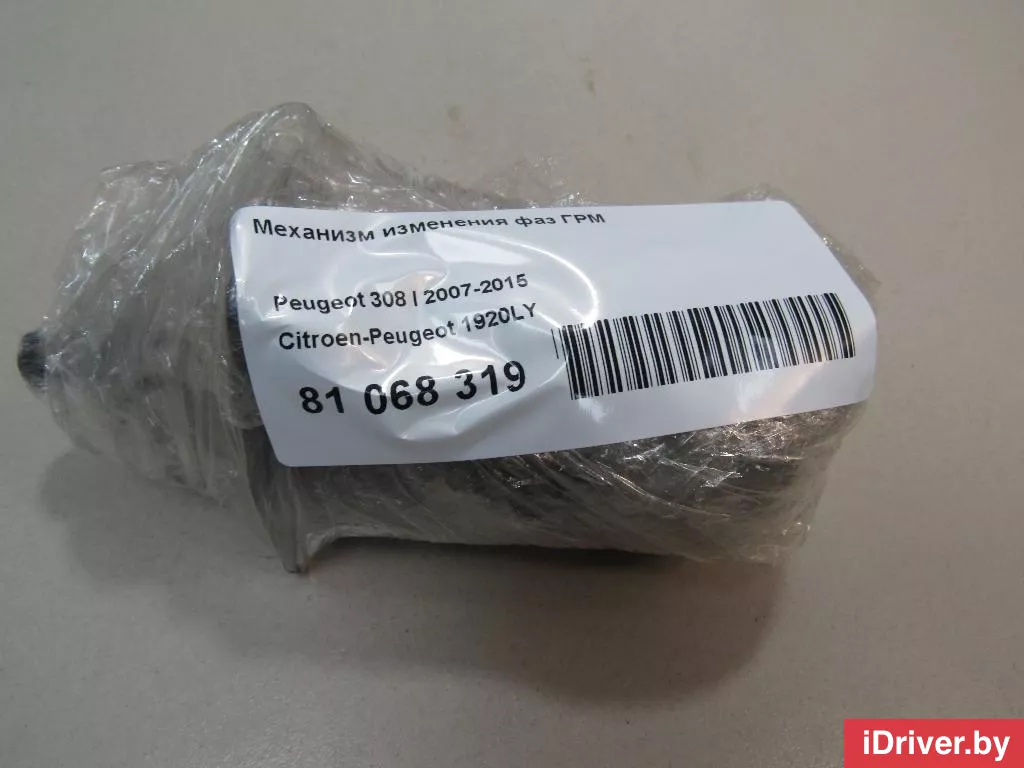 Механизм изменения фаз ГРМ
Peugeot 308 I 2007-2015
Citroen-Peugeot 1920LY
81 068 319
iDriver.by